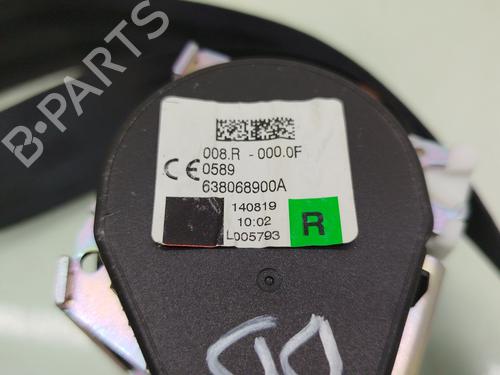 B-PARTS
008.R - 000.0F
CE 0589
638068900A
140819
10:02
L005793
R